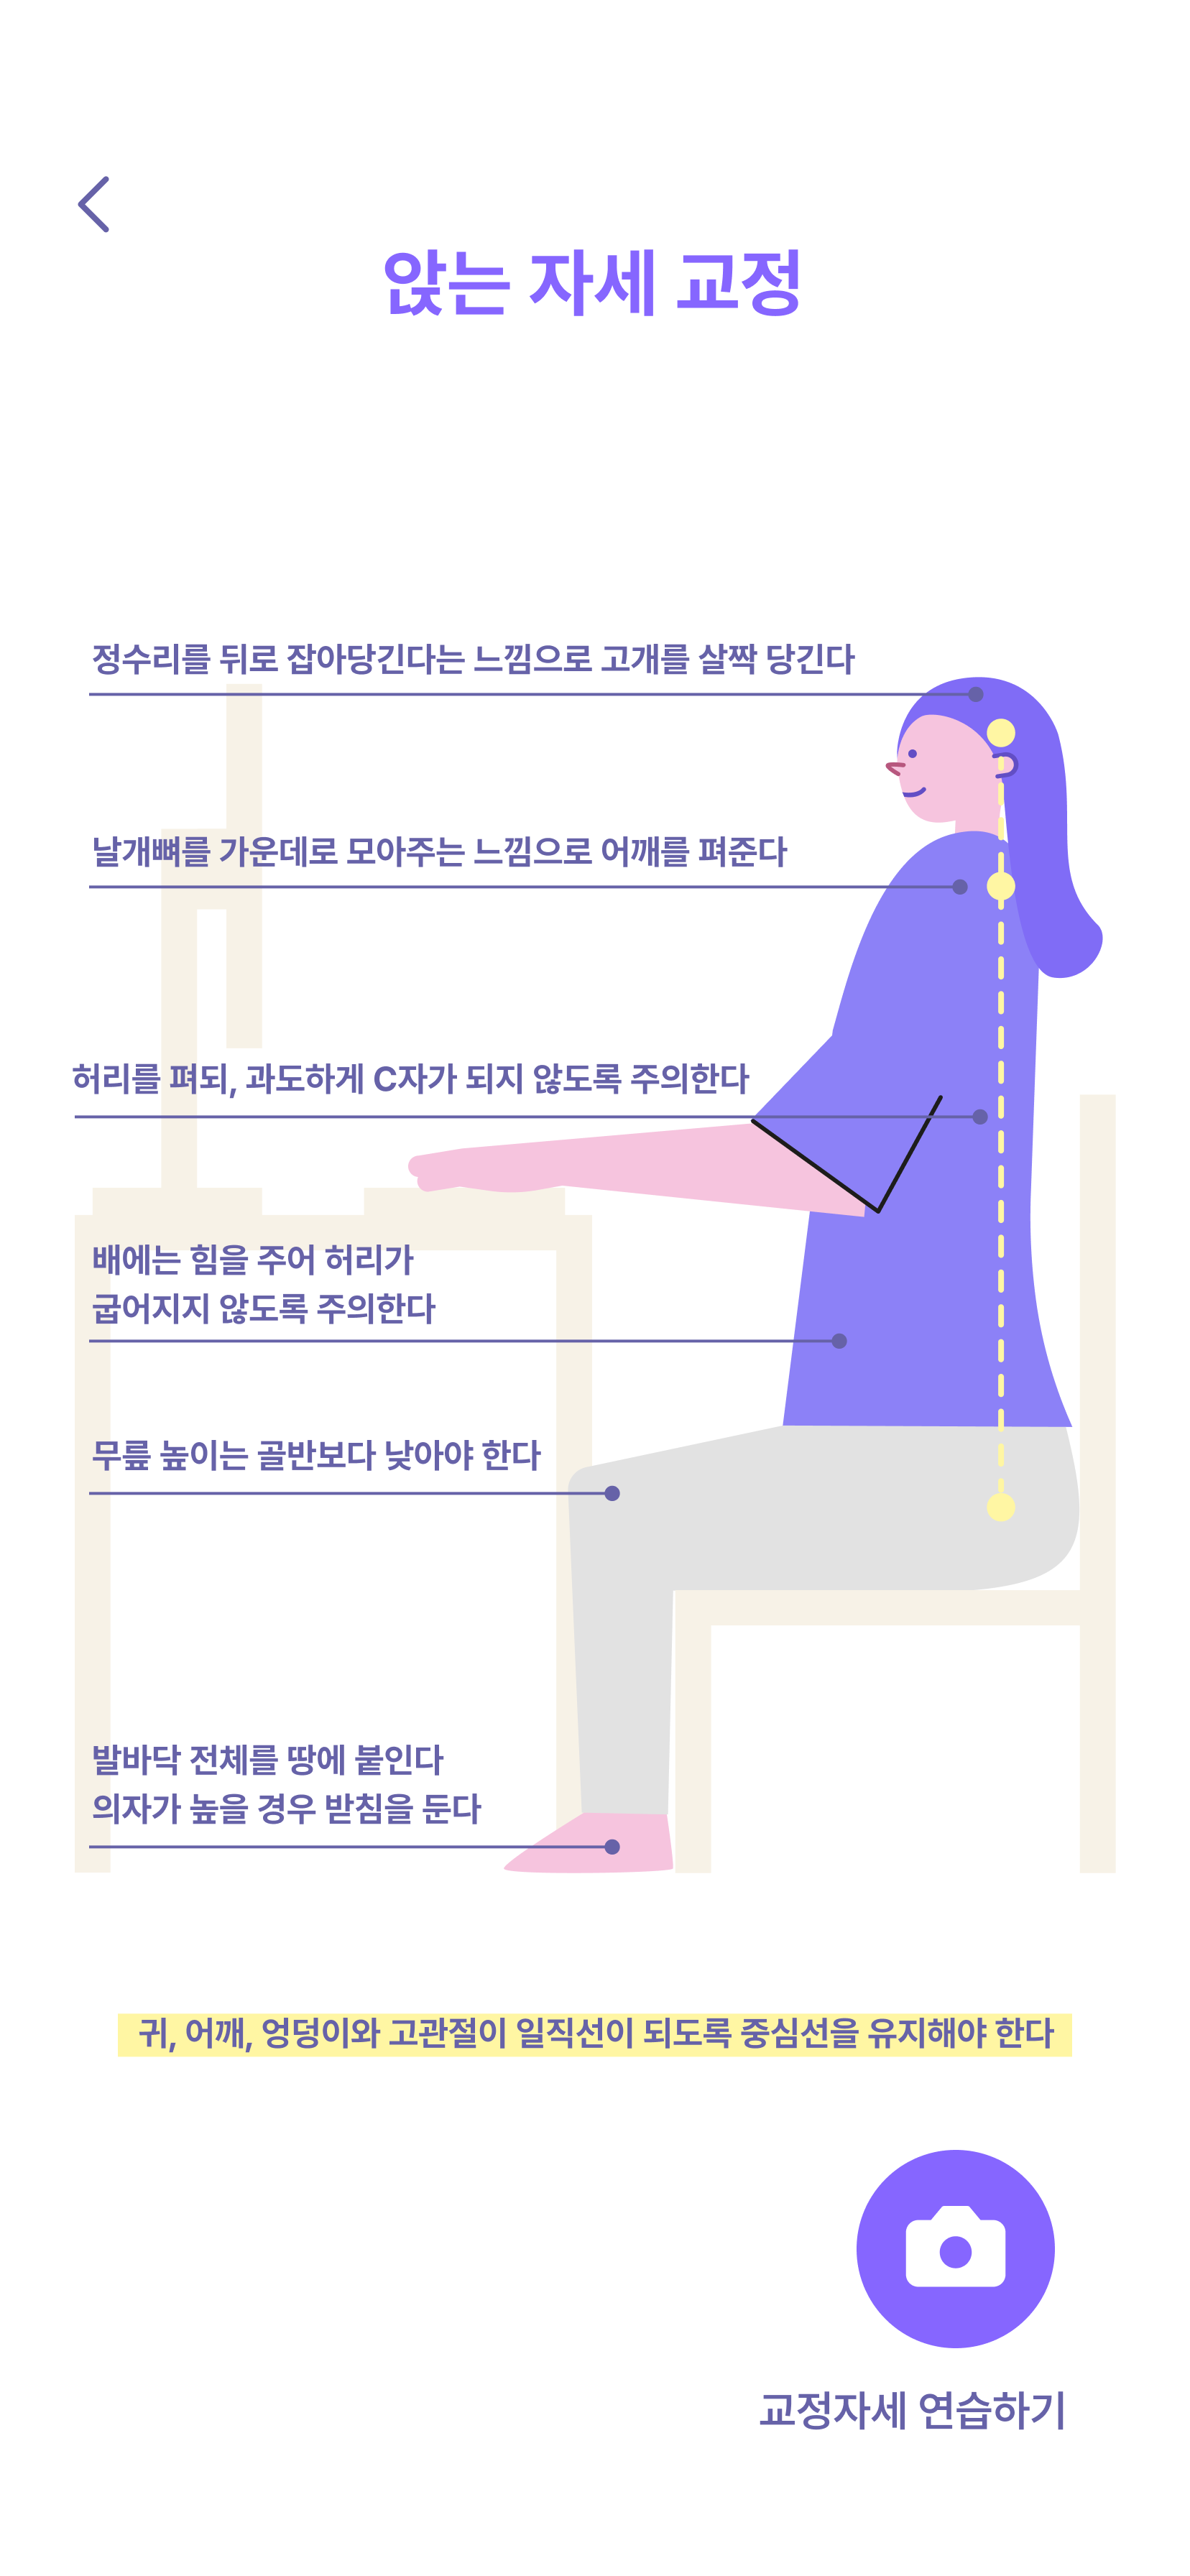 앉는 자세 교정
정수리를 뒤로 잡아당긴다는 느낌으로 고개를 살짝 당긴다
날개뼈를 가운데로 모아주는 느낌으로 어깨를 펴준다
허리를 펴되, 과도하게 C자가 되지 않도록 주의한다
배에는 힘을 주어 허리가
굽어지지 않도록 주의한다
무릎 높이는 골반보다 낮아야 한다
발바닥 전체를 땅에 붙인다
의자가 높을 경우 받침을 둔다
귀, 어깨, 엉덩이와 고관절이 일직선이 되도록 중심선을 유지해야 한다
교정자세 연습하기